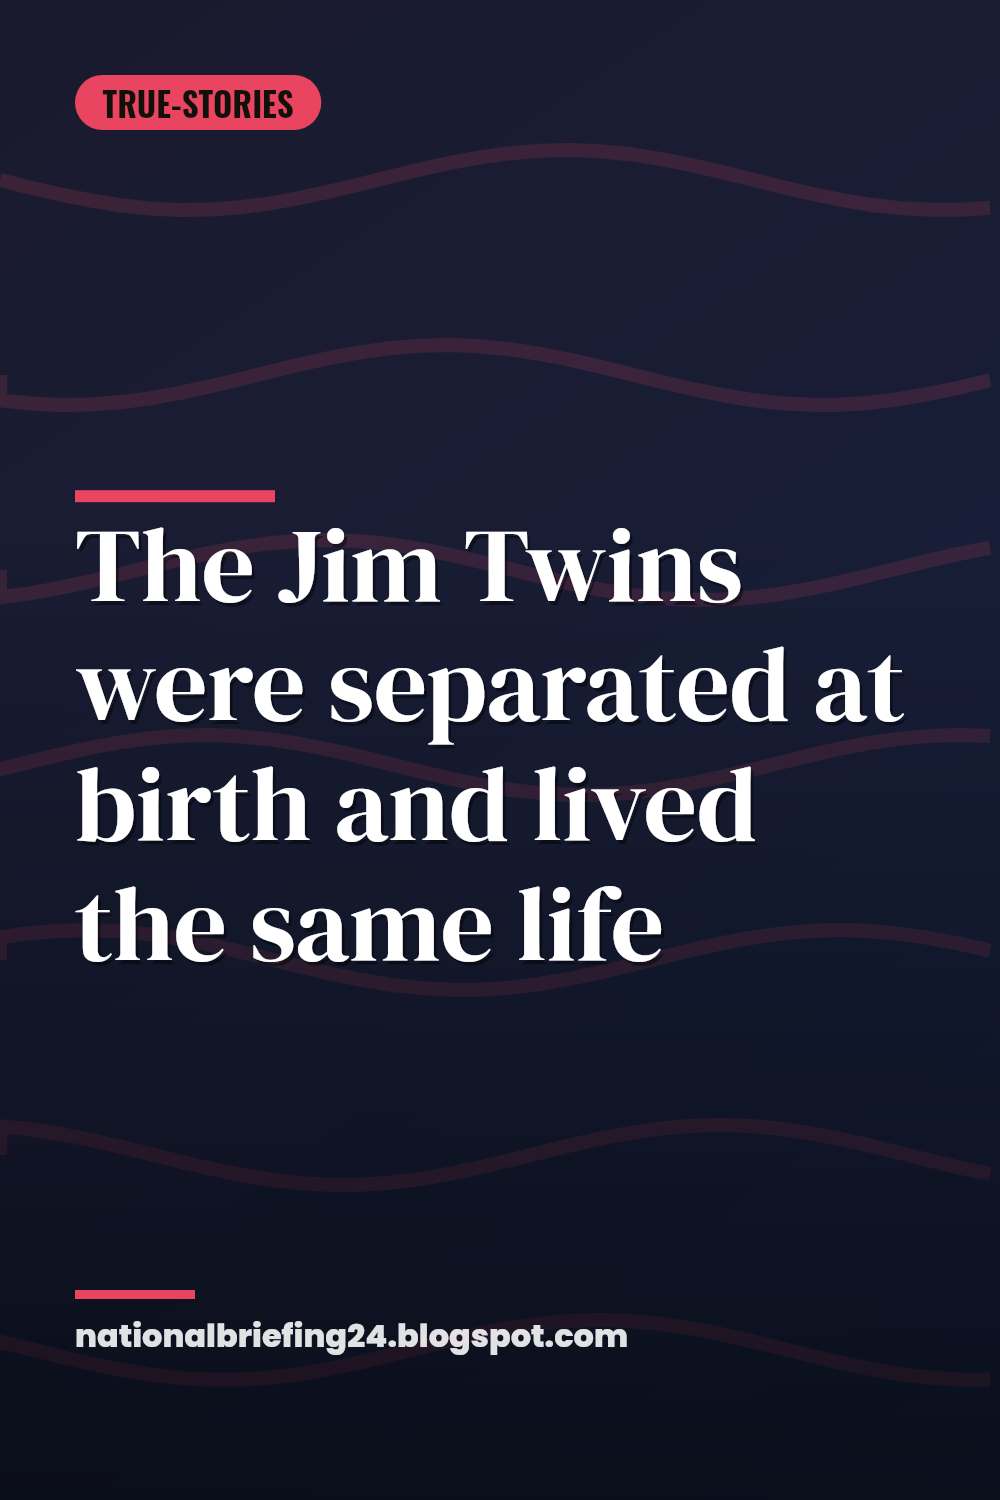 TRUE-STORIES
The Jim Twins
were separated at
birth and lived
the same life
nationalbriefing24.blogspot.com